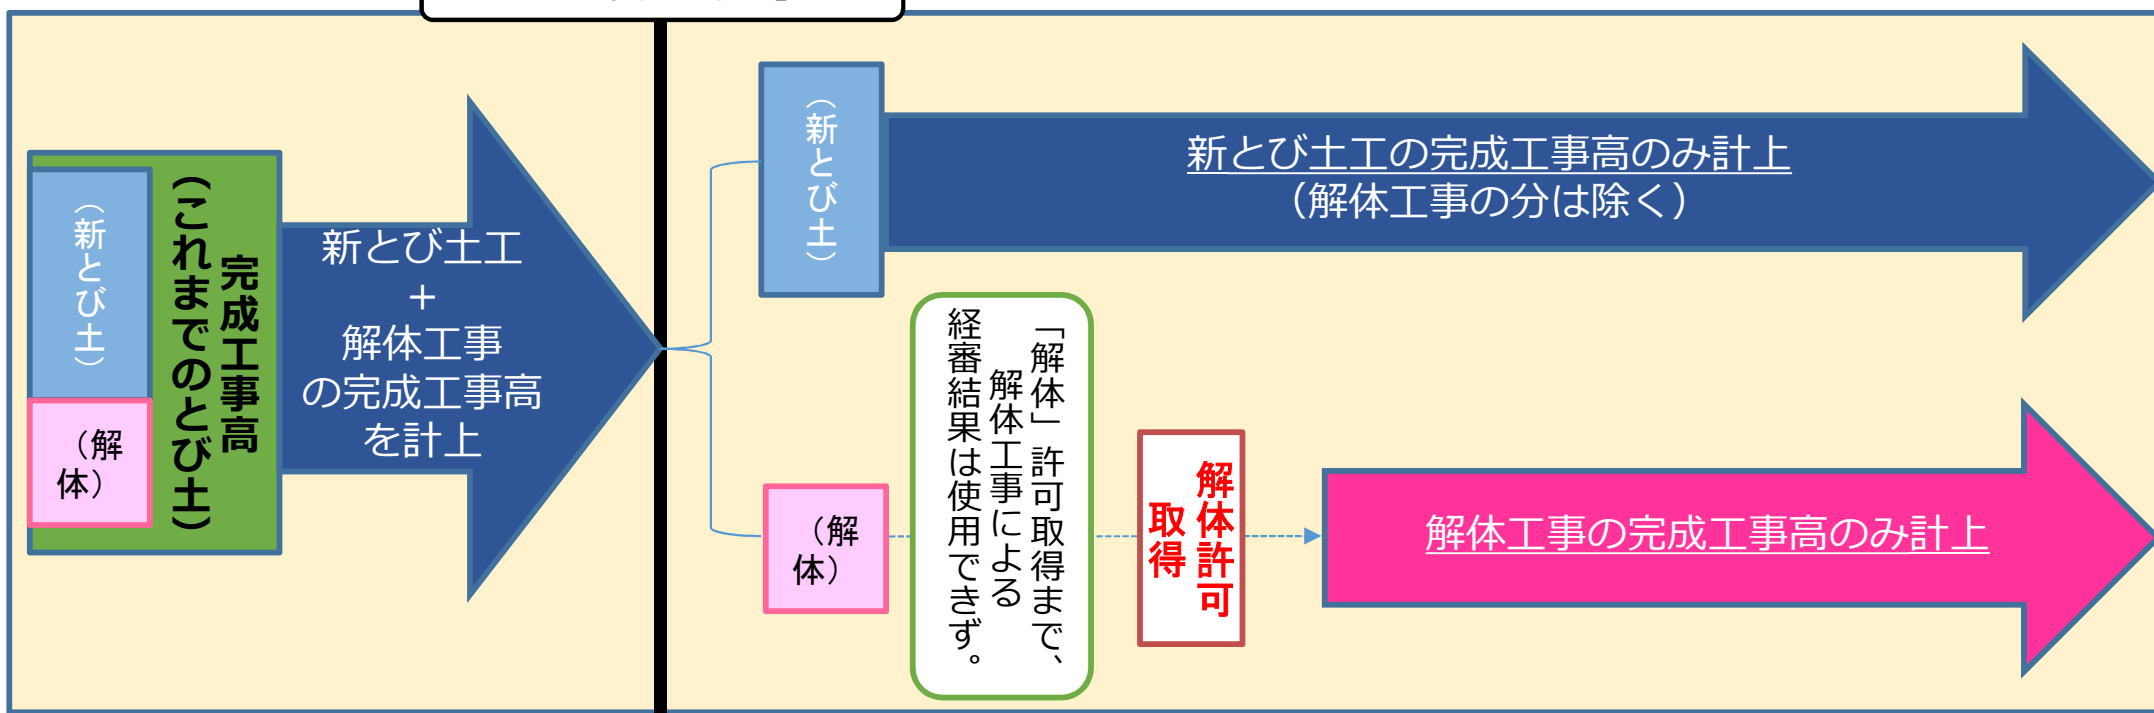 （新とび土）
（解
体）
完成工事高
（これまでのとび土）
新とび土工
＋
解体工事
の完成工事高
を計上
（新とび土）
新とび土工の完成工事高のみ計上
（解体工事の分は除く）
（解
体）
「解体」許可取得まで、
解体工事による
経審結果は使用できず。
解体許可
取得
解体工事の完成工事高のみ計上